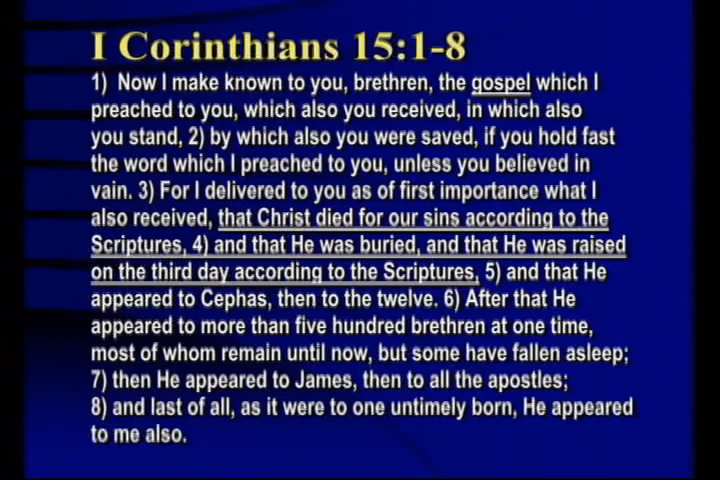 I Corinthians 15:1-8
1) Now I make known to you, brethren, the gospel which I
preached to you, which also you received, in which also
you stand, 2) by which also you were saved, if you hold fast
the word which I preached to you, unless you believed in
vain. 3) For I delivered to you as of first importance what I
also received, that Christ died for our sins according to the
Scriptures, 4) and that He was buried, and that He was raised
on the third day according to the Scriptures, 5) and that He
appeared to Cephas, then to the twelve. 6) After that He
appeared to more than five hundred brethren at one time,
most of whom remain until now, but some have fallen asleep;
7) then He appeared to James, then to all the apostles;
8) and last of all, as it were to one untimely born, He appeared
to me also.